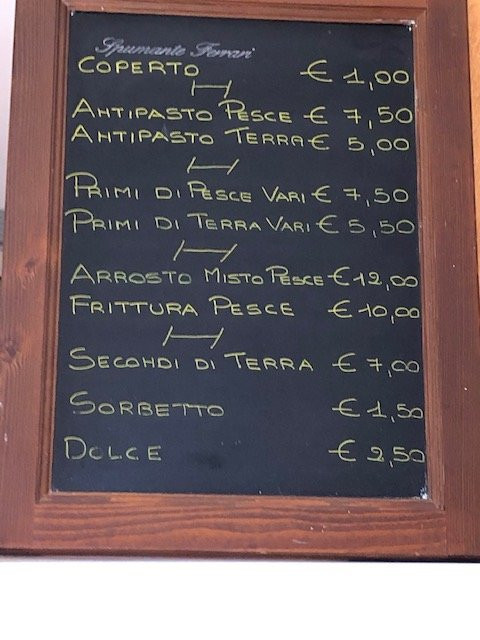 Spumante Ferrari
COPERTO € 1,00
ANTIPASTO PESCE € 7,50
ANTIPASTO TERRA € 5,00
PRIMI DI PESCE VARI € 7,50
PRIMI DI TERRA VARI € 5,50
ARROSTO MISTO PESCE € 12,00
FRITTURA PESCE € 10,00
SECONDI DI TERRA € 7,00
SORBETTO € 1,50
DOLCE € 2,50